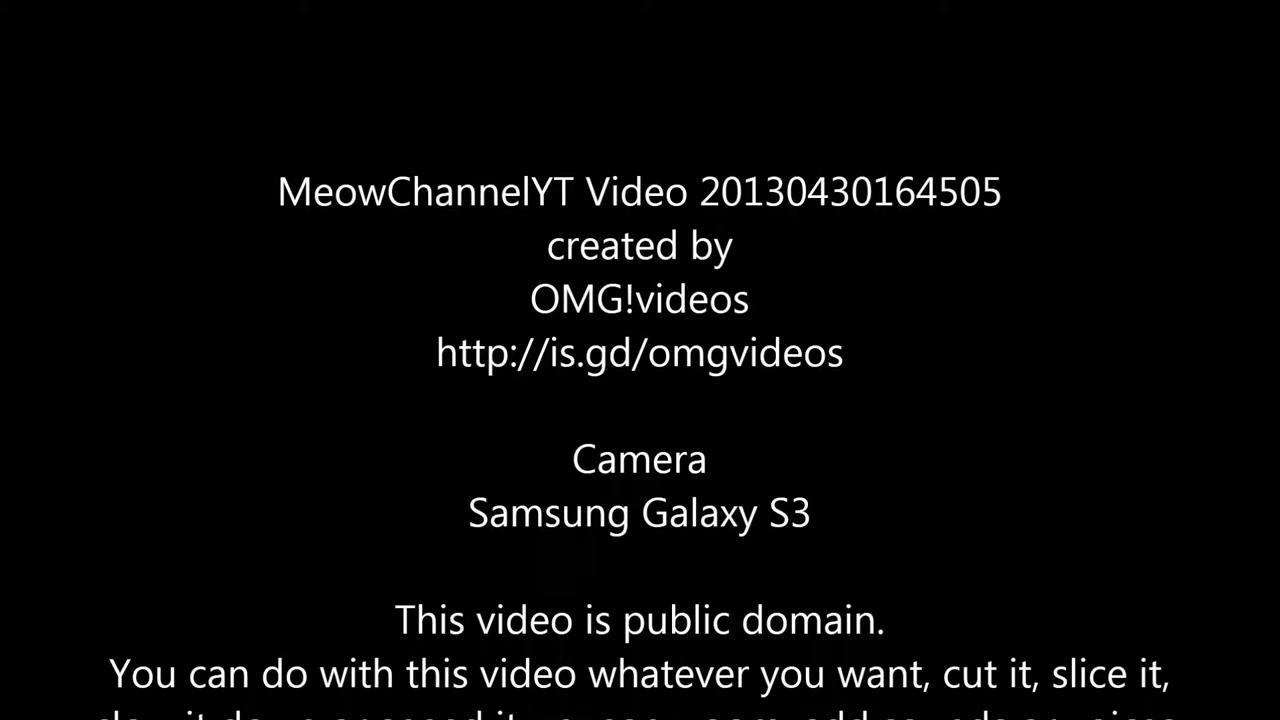 MeowChannelYT Video 20130430164505
created by
OMG!videos
http://is.gd/omgvideos
Camera
Samsung Galaxy S3
This video is public domain.
You can do with this video whatever you want, cut it, slice it,